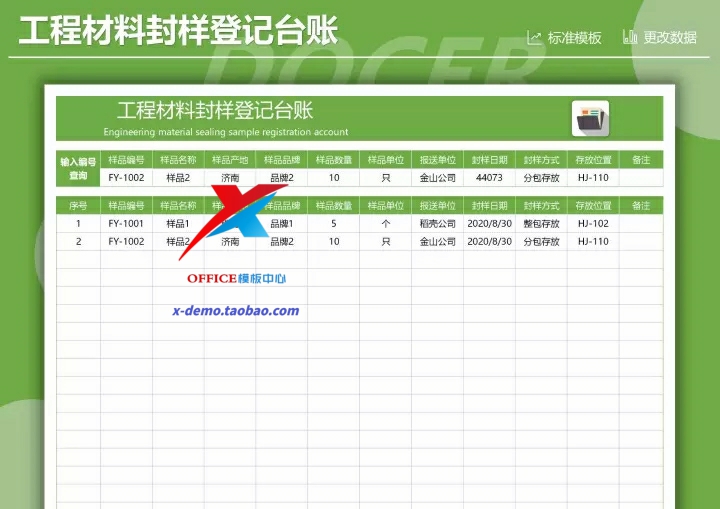 工程材料封样登记台账
DOCER
标准模板 更改数据
工程材料封样登记台账
Engineering material sealing sample registration account
输入编号查询 样品编号 样品名称 样品产地 样品品牌 样品数量 样品单位 报送单位 封样日期 封样方式 存放位置 备注
FY-1002 样品2 济南 品牌2 10 只 金山公司 44073 分包存放 HJ-110
序号 样品编号 样品名称 样品品牌 样品数量 样品单位 报送单位 封样日期 封样方式 存放位置 备注
1 FY-1001 样品1 品牌1 5 个 稻壳公司 2020/8/30 整包存放 HJ-102
2 FY-1002 样品2 济南 品牌2 10 只 金山公司 2020/8/30 分包存放 HJ-110
OFFICE模板中心
x-demo.taobao.com